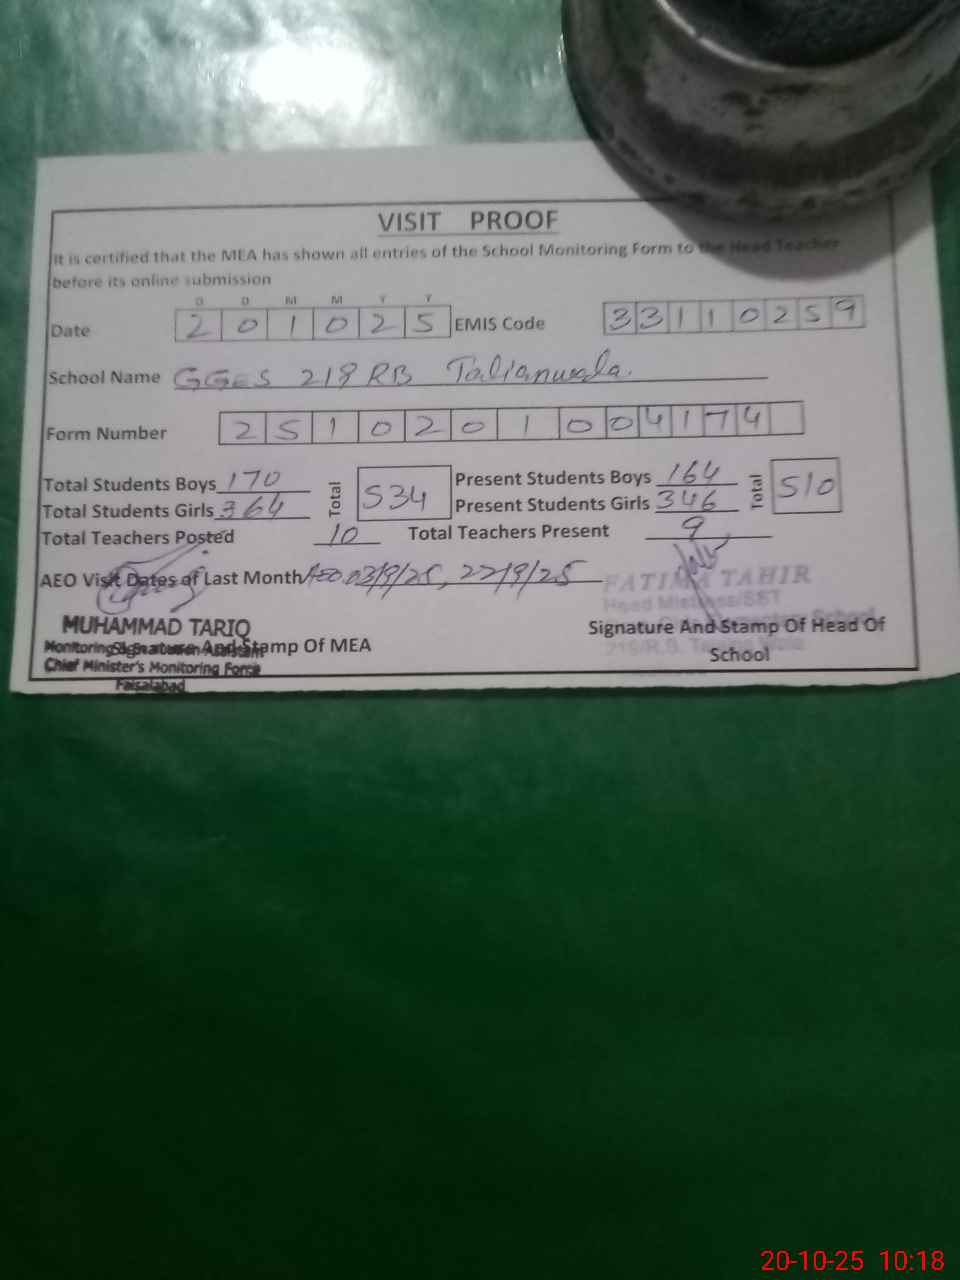 VISIT PROOF
It is certified that the MEA has shown all entries of the School Monitoring Form to the Head Teacher
before its online submission
D D M M Y Y
Date 2 0 1 0 2 5 EMIS Code 3 3 1 1 0 2 5 9
School Name GGES 218 RB Talianwala
Form Number 2 5 1 0 2 0 1 0 0 4 1 7 4
Total Students Boys 170 Total 534 Present Students Boys 164 Total 510
Total Students Girls 364 Present Students Girls 346
Total Teachers Posted 10 Total Teachers Present 9
AEO Visit Dates of Last Month AEO 03/9/25, 22/9/25
FATIMA TAHIR
Head Mistress/SST
MUHAMMAD TARIQ
Signature And Stamp Of MEA
Signature And Stamp Of Head Of
School
Chief Minister's Monitoring Force
Faisalabad
20-10-25 10:18